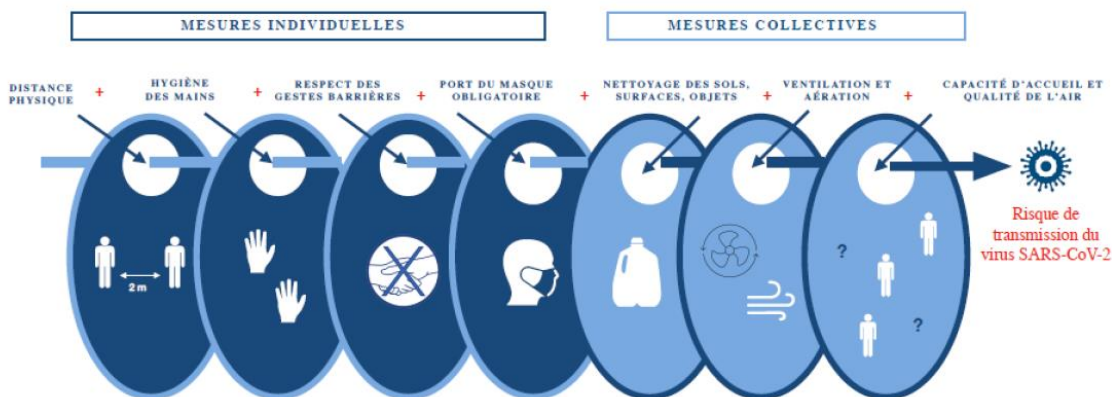 MESURES INDIVIDUELLES
MESURES COLLECTIVES
DISTANCE
PHYSIQUE
+
HYGIÈNE
DES MAINS
+
RESPECT DES
GESTES BARRIÈRES
+
PORT DU MASQUE
OBLIGATOIRE
+
NETTOYAGE DES SOLS,
SURFACES, OBJETS
+
VENTILATION ET
AÉRATION
+
CAPACITÉ D'ACCUEIL ET
QUALITÉ DE L'AIR
2 m
?
?
Risque de
transmission du
virus SARS-CoV-2